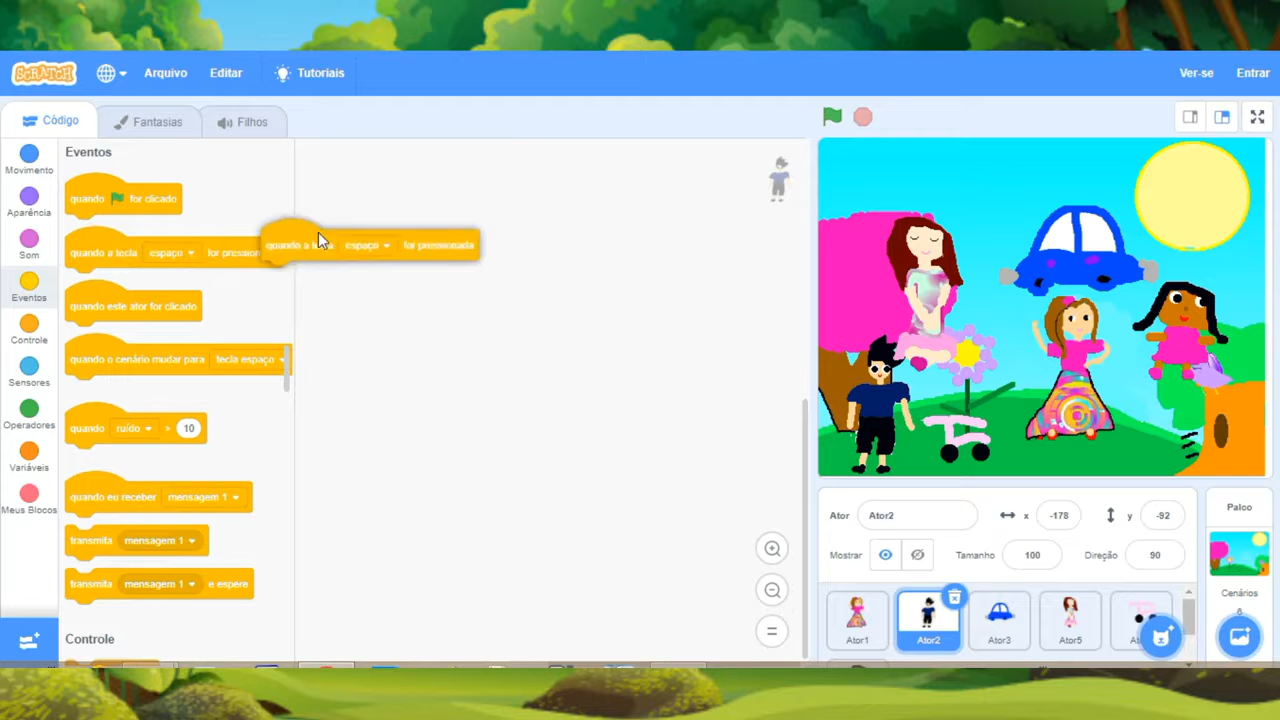 SCRATCH
Arquivo
Editar
Tutoriais
Ver-se
Entrar
Código
Fantasias
Filhos
Movimento
Aparência
Som
Eventos
Controle
Sensores
Operadores
Variáveis
Meus Blocos
Eventos
quando for clicado
quando a tecla espaço for pression
quando a espaço for pressionada
quando este ator for clicado
quando o cenário mudar para tecla espaço
quando ruído > 10
quando eu receber mensagem 1
transmita mensagem 1
transmita mensagem 1 e espere
Controle
Ator Ator2 x -178 y -92
Mostrar Tamanho 100 Direção 90
Ator1
Ator2
Ator3
Ator5
Palco
Cenários